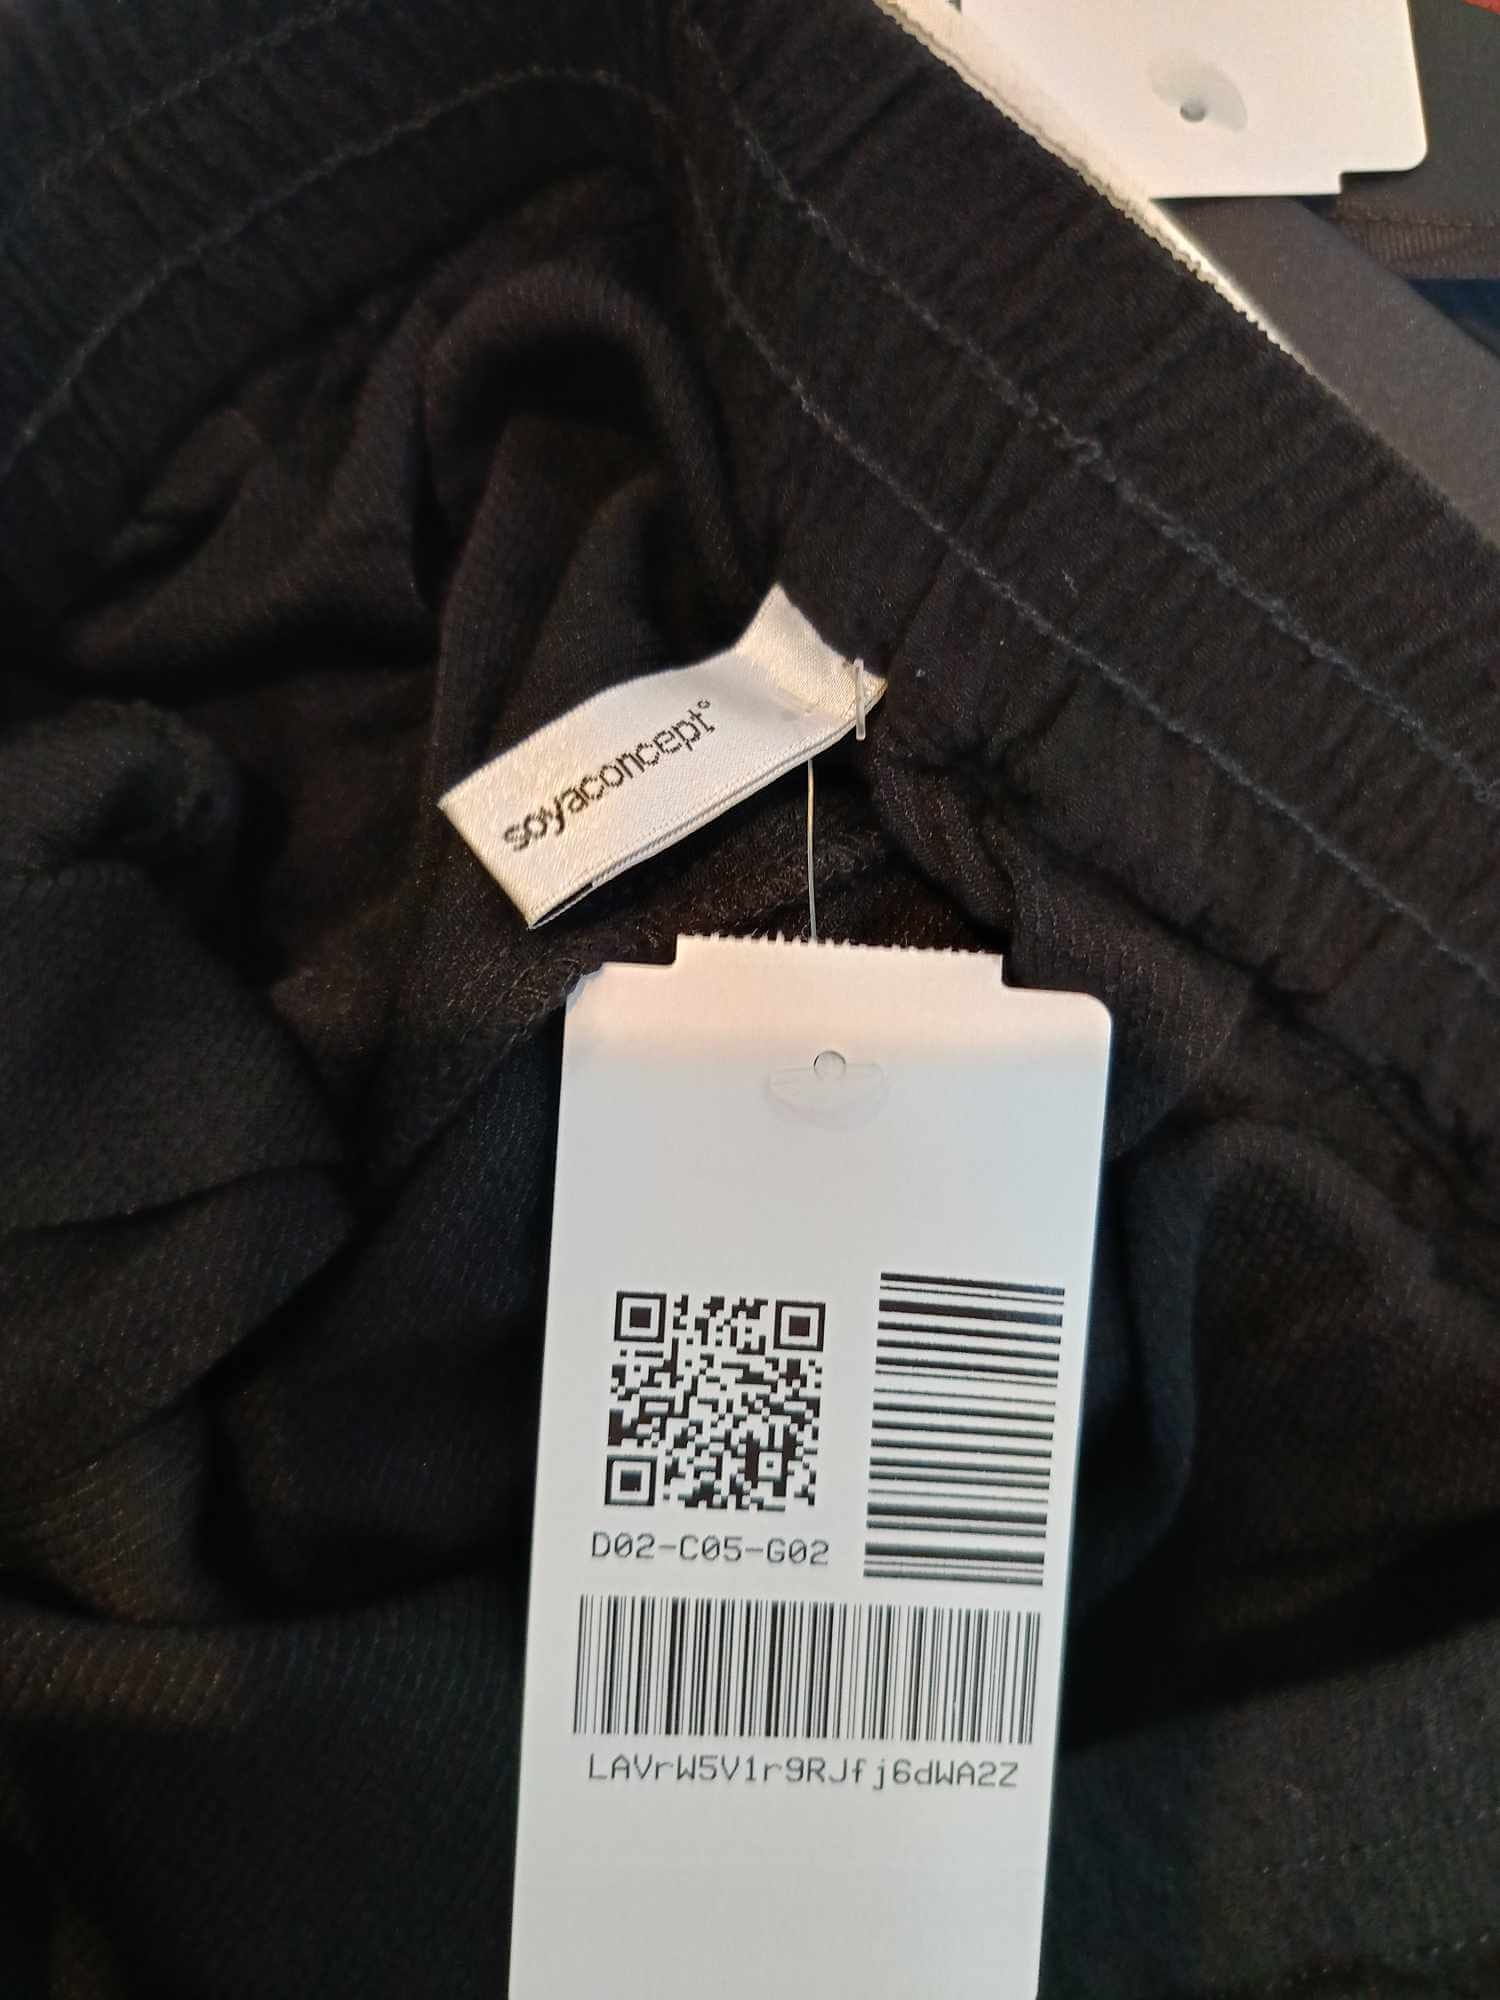 soyaconcept°
D02-C05-G02
LAVrW5V1r9RJfj6dWA2Z